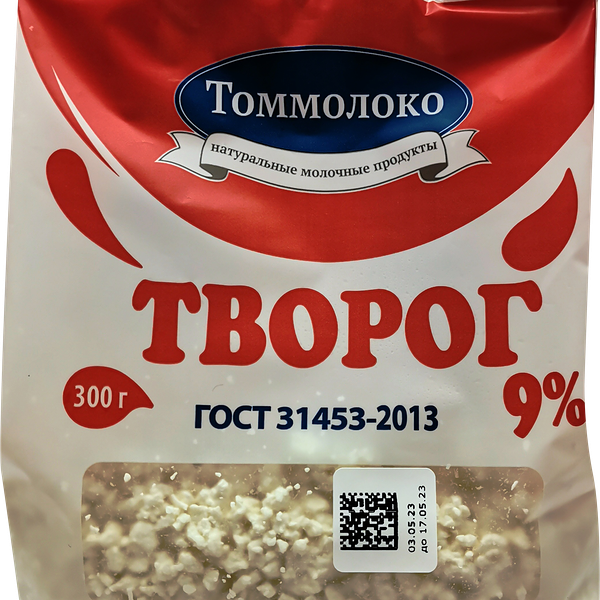 Томмолоко
натуральные молочные продукты
ТВОРОГ
300 г
ГОСТ 31453-2013
9%
03.05.23
до 17.05.23